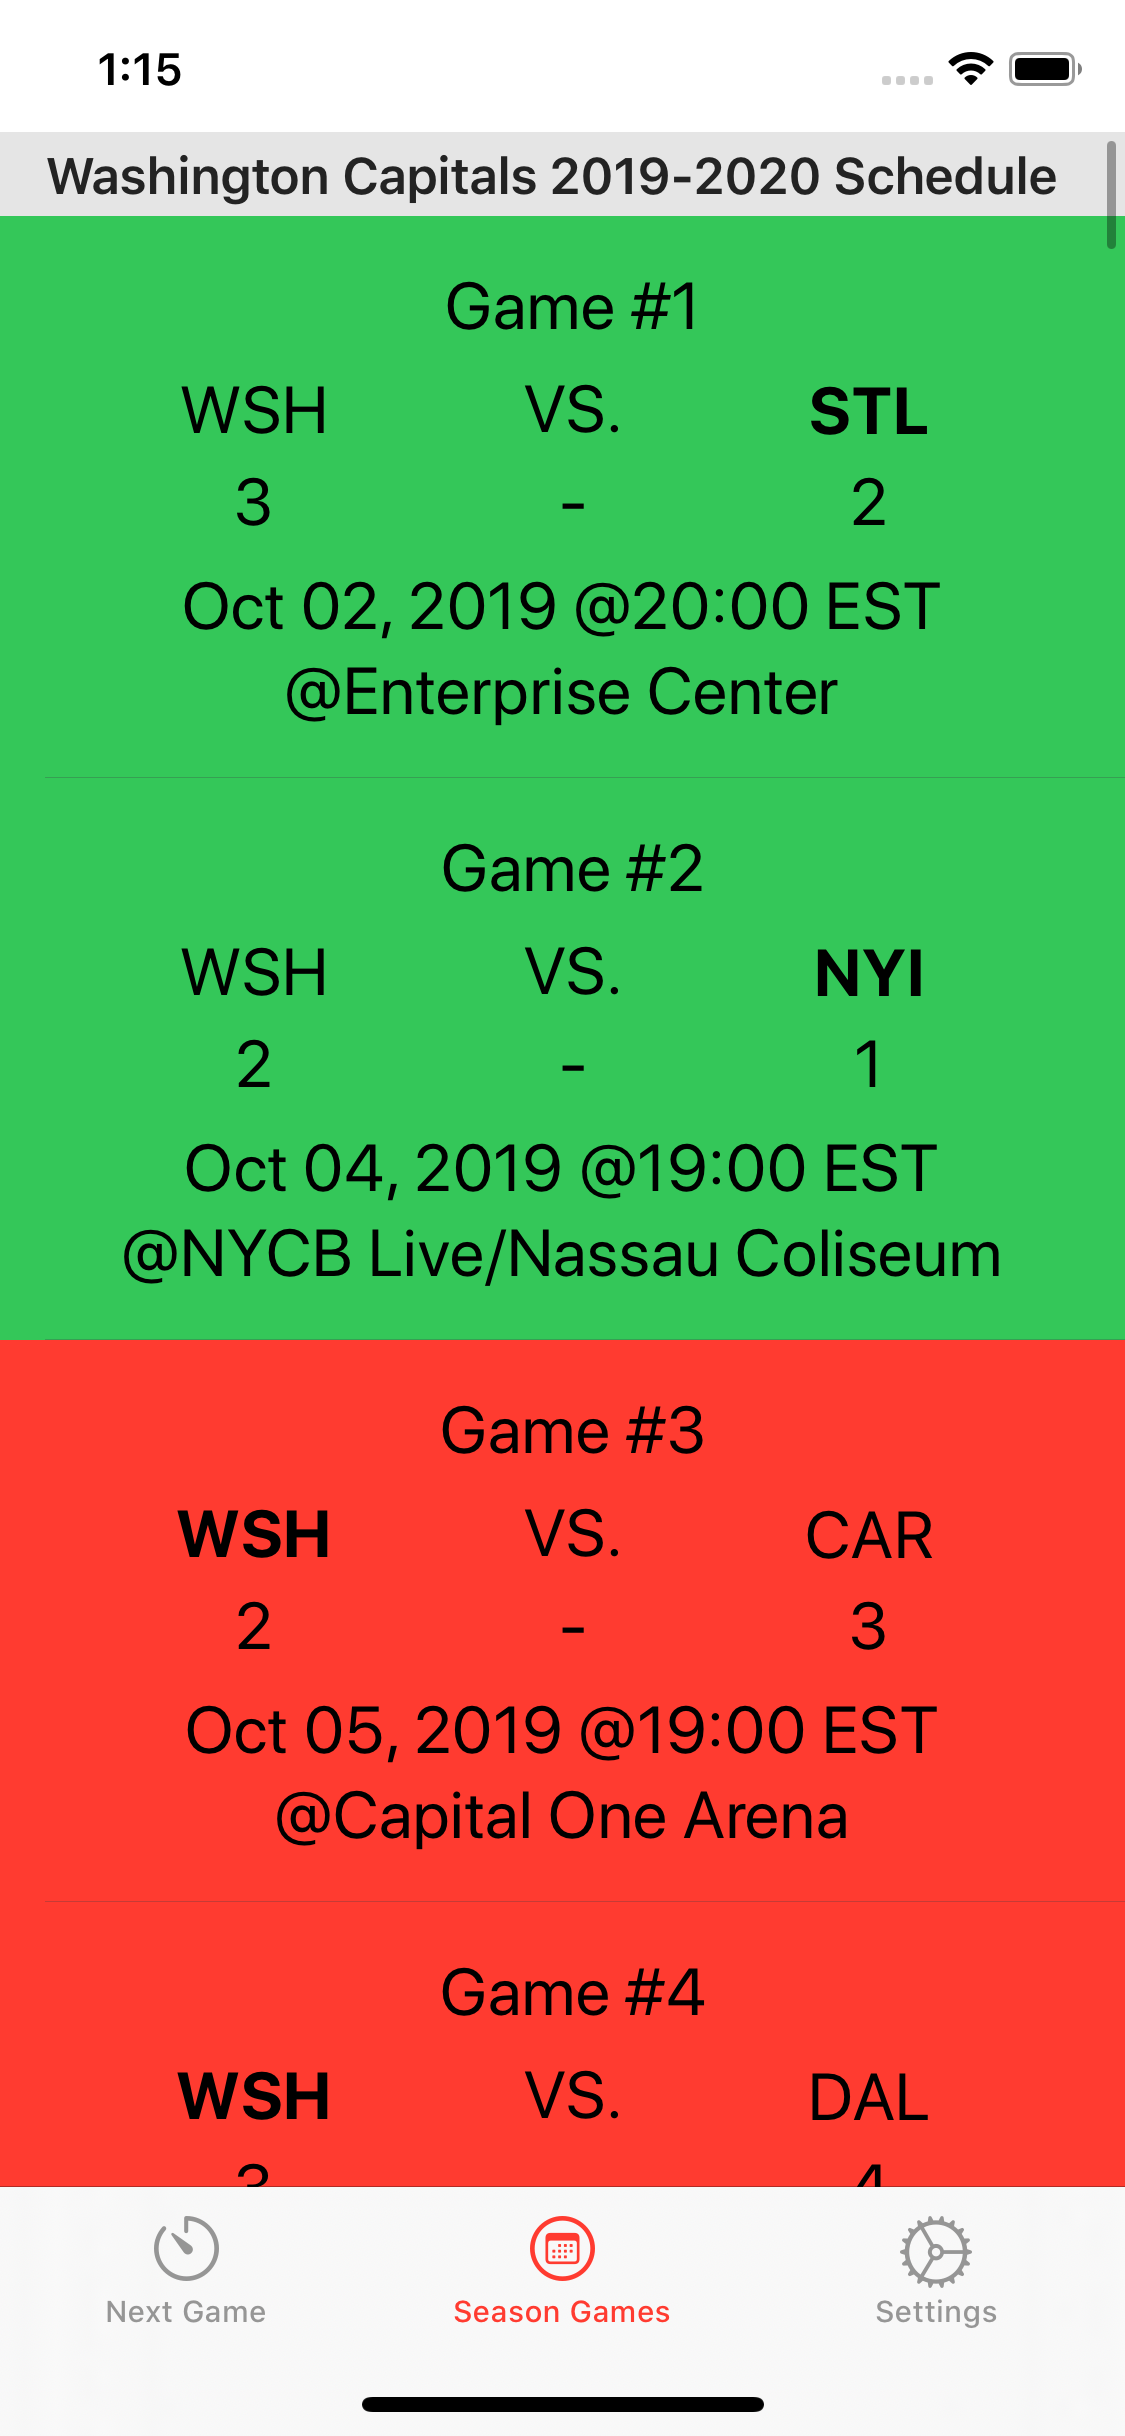 1:15
Washington Capitals 2019-2020 Schedule
Game #1
WSH VS. STL
3 - 2
Oct 02, 2019 @20:00 EST
@Enterprise Center
Game #2
WSH VS. NYI
2 - 1
Oct 04, 2019 @19:00 EST
@NYCB Live/Nassau Coliseum
Game #3
WSH VS. CAR
2 - 3
Oct 05, 2019 @19:00 EST
@Capital One Arena
Game #4
WSH VS. DAL
3 4
Next Game Season Games Settings